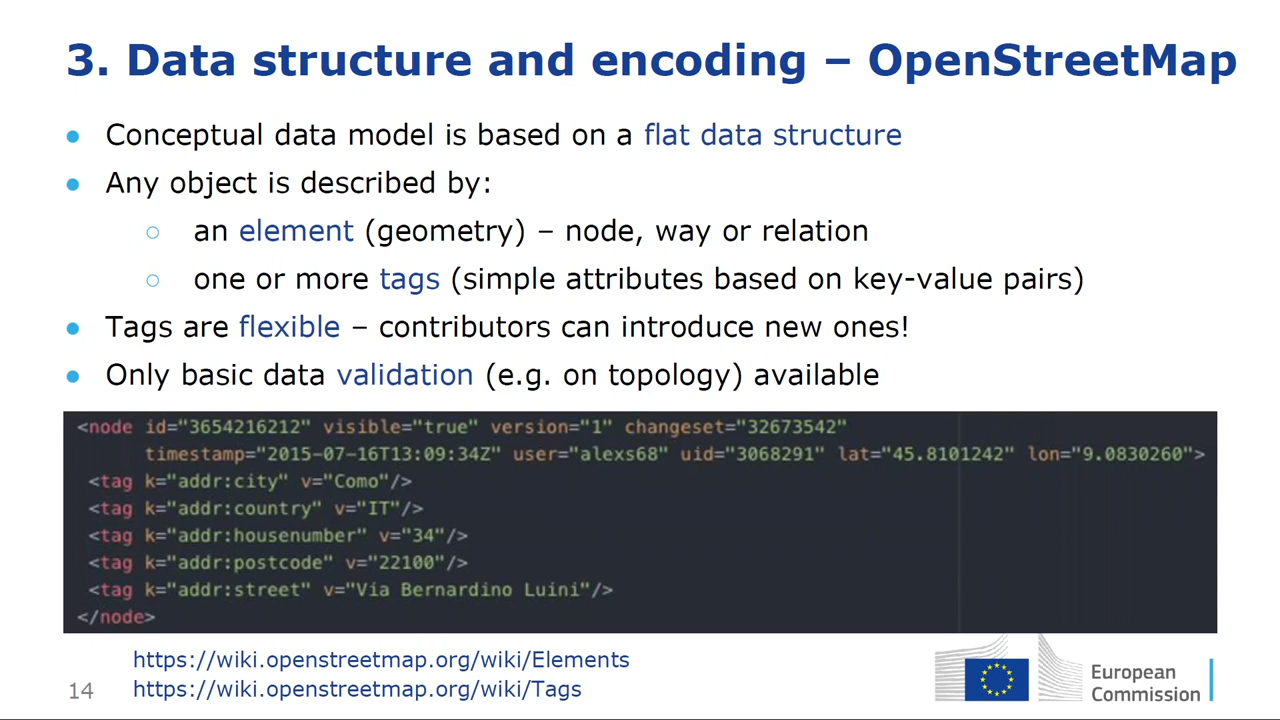 3. Data structure and encoding – OpenStreetMap
● Conceptual data model is based on a flat data structure
● Any object is described by:
○ an element (geometry) – node, way or relation
○ one or more tags (simple attributes based on key-value pairs)
● Tags are flexible – contributors can introduce new ones!
● Only basic data validation (e.g. on topology) available
<node id="3654216212" visible="true" version="1" changeset="32673542"
timestamp="2015-07-16T13:09:34Z" user="alexs68" uid="3068291" lat="45.8101242" lon="9.0830260">
<tag k="addr:city" v="Como"/>
<tag k="addr:country" v="IT"/>
<tag k="addr:housenumber" v="34"/>
<tag k="addr:postcode" v="22100"/>
<tag k="addr:street" v="Via Bernardino Luini"/>
</node>
https://wiki.openstreetmap.org/wiki/Elements
https://wiki.openstreetmap.org/wiki/Tags
14
European
Commission